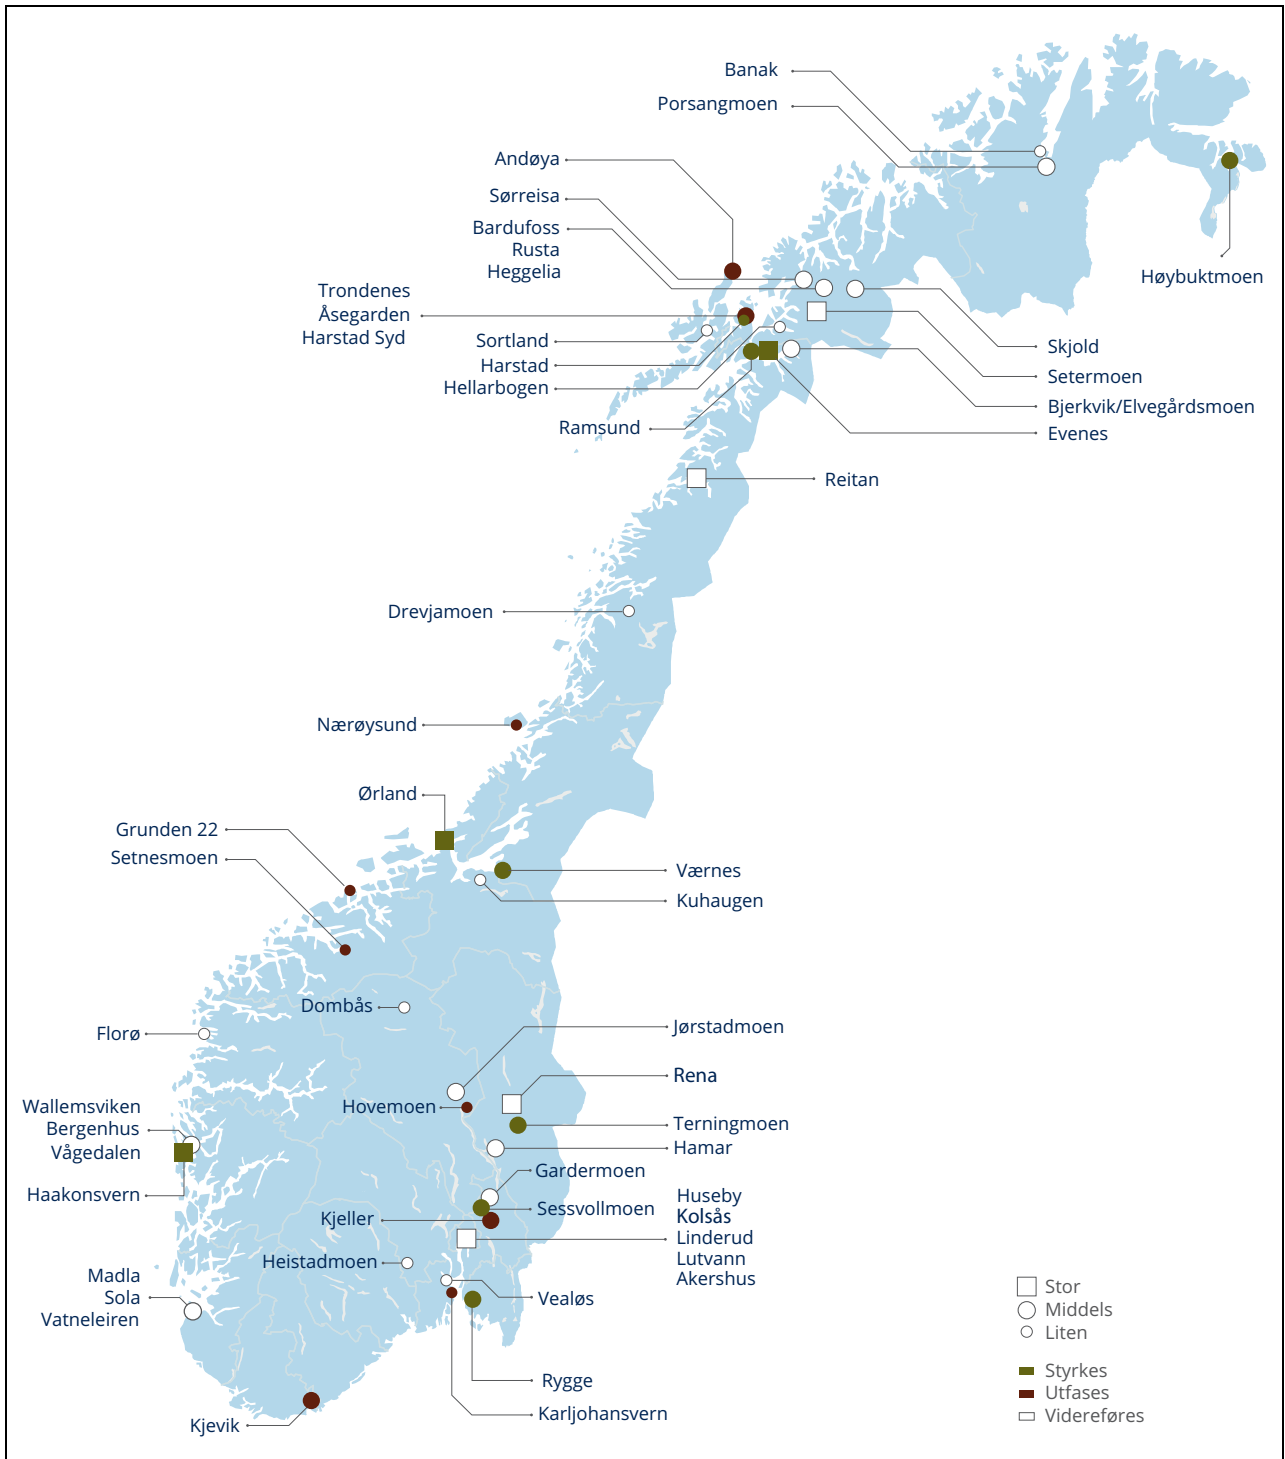 Banak
Porsangmoen
Andøya
Sørreisa
Bardufoss
Rusta
Heggelia
Høybuktmoen
Trondenes
Åsegarden
Harstad Syd
Sortland
Harstad
Hellarbogen
Ramsund
Skjold
Setermoen
Bjerkvik/Elvegårdsmoen
Evenes
Reitan
Drevjamoen
Nærøysund
Ørland
Grunden 22
Setnesmoen
Værnes
Kuhaugen
Dombås
Florø
Jørstadmoen
Rena
Hovemoen
Wallemsviken
Bergenhus
Vågedalen
Terningmoen
Hamar
Gardermoen
Haakonsvern
Sessvollmoen
Kjeller
Huseby
Kolsås
Linderud
Lutvann
Akershus
Heistadmoen
Madla
Sola
Vatneleiren
Vealøs
Rygge
Karljohansvern
Kjevik
Stor
Middels
Liten
Styrkes
Utfases
Videreføres